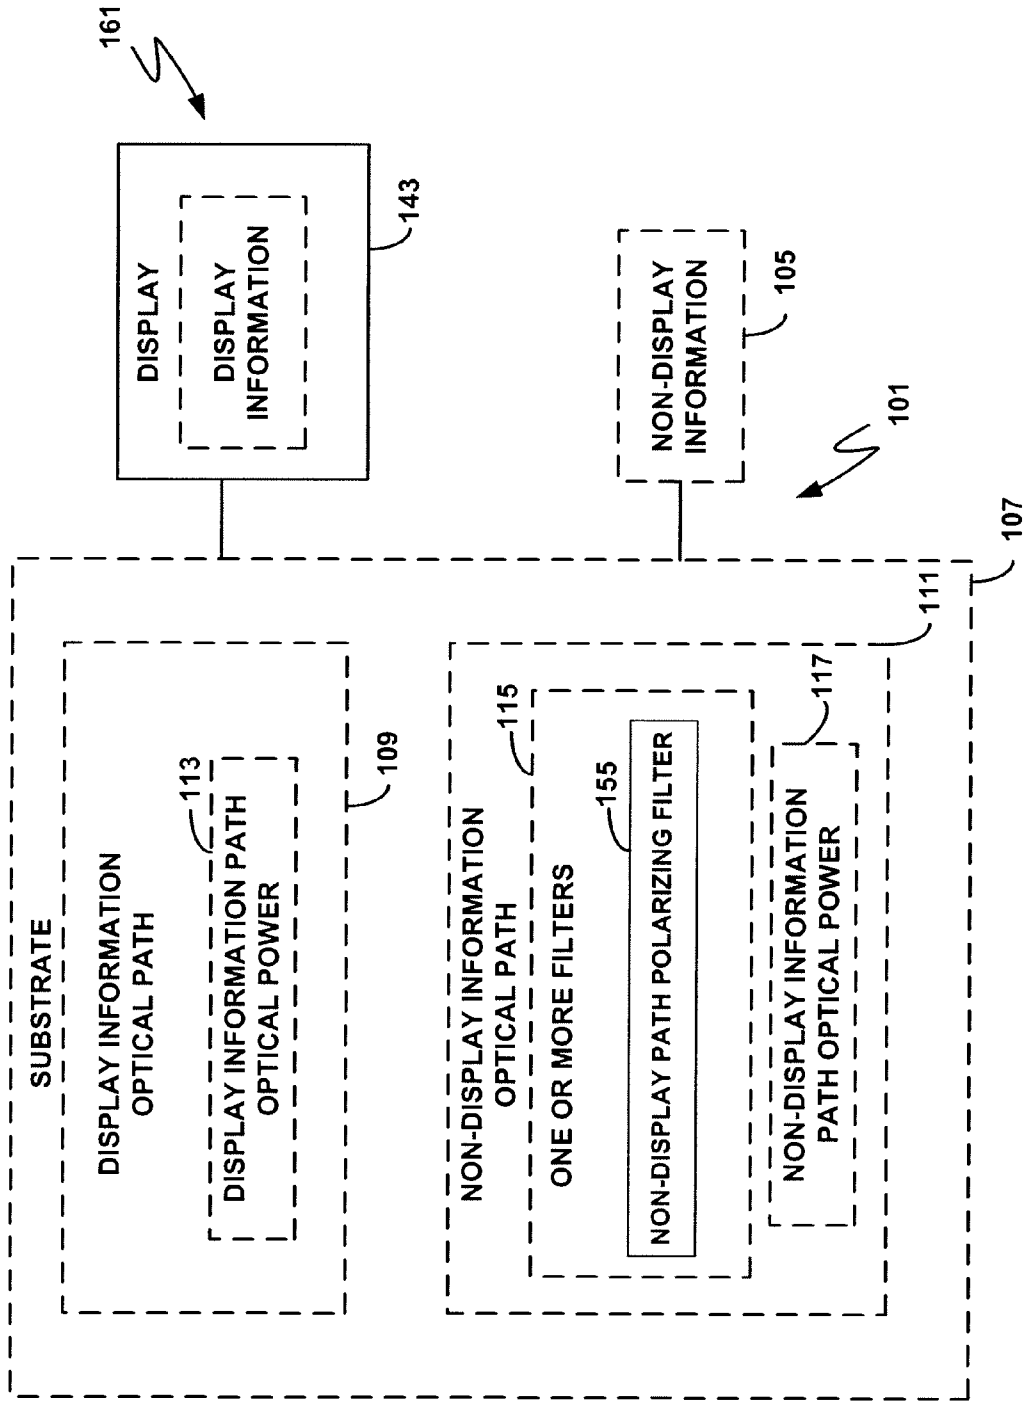 161
DISPLAY
DISPLAY
INFORMATION
143
NON-DISPLAY
INFORMATION
105
101
SUBSTRATE
107
DISPLAY INFORMATION
OPTICAL PATH
109
113
DISPLAY INFORMATION PATH
OPTICAL POWER
NON-DISPLAY INFORMATION
OPTICAL PATH
111
115
ONE OR MORE FILTERS
155
NON-DISPLAY PATH POLARIZING FILTER
117
NON-DISPLAY INFORMATION
PATH OPTICAL POWER